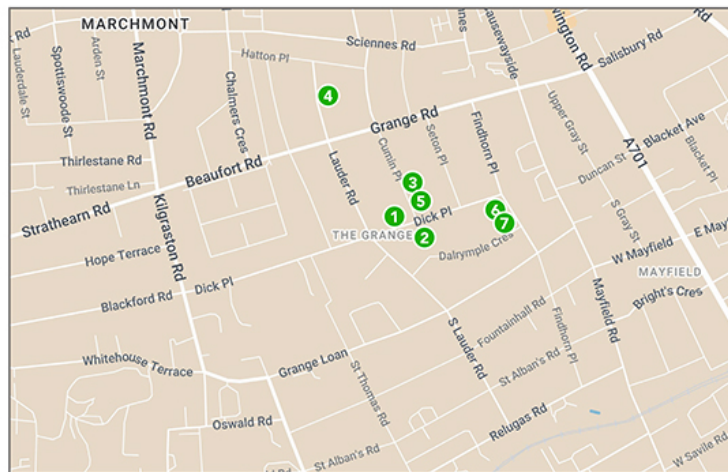 MARCHMONT
Rd
Lauderdale St
Spottiswoode St
Arden St
Marchmont Rd
Hatton Pl
Sciennes Rd
Causewayside
Rd
Salisbury Rd
Chalmers Cres
4
Grange Rd
Upper Gray St
Blacket Ave
A701
Thirlestane Rd
Beaufort Rd
Lauder Rd
Cumin Pl
Seton Pl
Findhorn Pl
Duncan St
Blacket Pl
Thirlestane Ln
Strathearn Rd
Kilgraston Rd
3
5
1
Dick Pl
6
7
S Gray St
THE GRANGE
2
Hope Terrace
Dalrymple Cres
W Mayfield
E May
MAYFIELD
Blackford Rd
Dick Pl
Bright's Cres
Mayfield Rd
Fountainhall Rd
Findhorn Pl
S Lauder Rd
Whitehouse Terrace
Grange Loan
St Thomas Rd
St Alban's Rd
Oswald Rd
Relugas Rd
St Alban's Rd
W Savile Rd